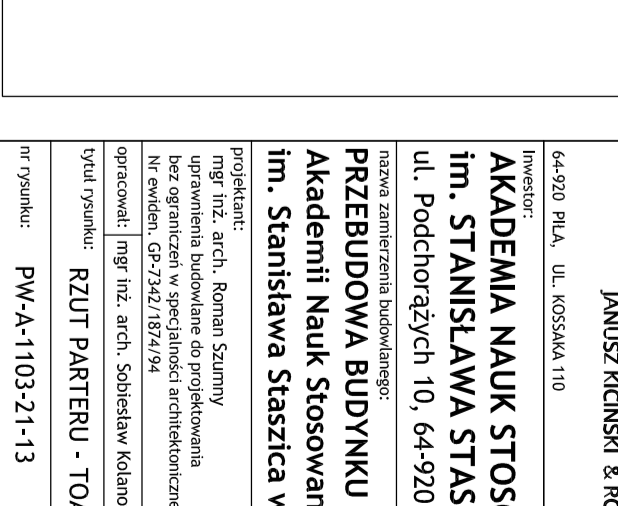 JANUSZ KICIŃSKI & RO
64-920 PIŁA, UL. KOSSAKA 110
Inwestor:
AKADEMIA NAUK STOS
im. STANISŁAWA STAS
ul. Podchorążych 10, 64-920
nazwa zamierzenia budowlanego:
PRZEBUDOWA BUDYNKU
Akademii Nauk Stosowan
im. Stanisława Staszica w
projektant:
mgr inż. arch. Roman Szumny
uprawnienia budowlane do projektowania
bez ograniczeń w specjalności architektoniczne
Nr ewiden. GP-7342/1874/94
opracował: mgr inż. arch. Sobiesław Kolano
tytuł rysunku: RZUT PARTERU - TOA
nr rysunku: PW-A-1103-21-13